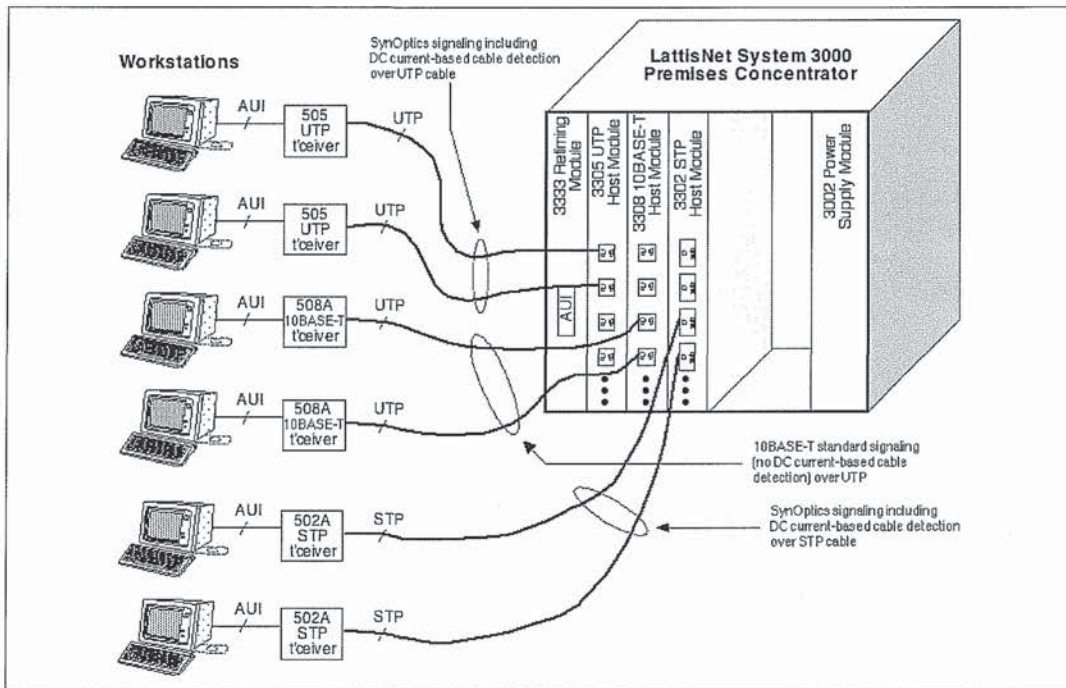 SynOptics signaling including
DC current-based cable detection
over UTP cable
Workstations
LattisNet System 3000
Premises Concentrator
AUI
505
UTP
t'ceiver
UTP
AUI
505
UTP
t'ceiver
UTP
AUI
508A
10BASE-T
t'ceiver
UTP
AUI
508A
10BASE-T
t'ceiver
UTP
AUI
502A
STP
t'ceiver
STP
AUI
502A
STP
t'ceiver
STP
3333 Retiming
Module
AUI
3305 UTP
Host Module
3308 10BASE-T
Host Module
3302 STP
Host Module
3002 Power
Supply Module
10BASE-T standard signaling
(no DC current-based cable
detection) over UTP
SynOptics signaling including
DC current-based cable detection
over STP cable